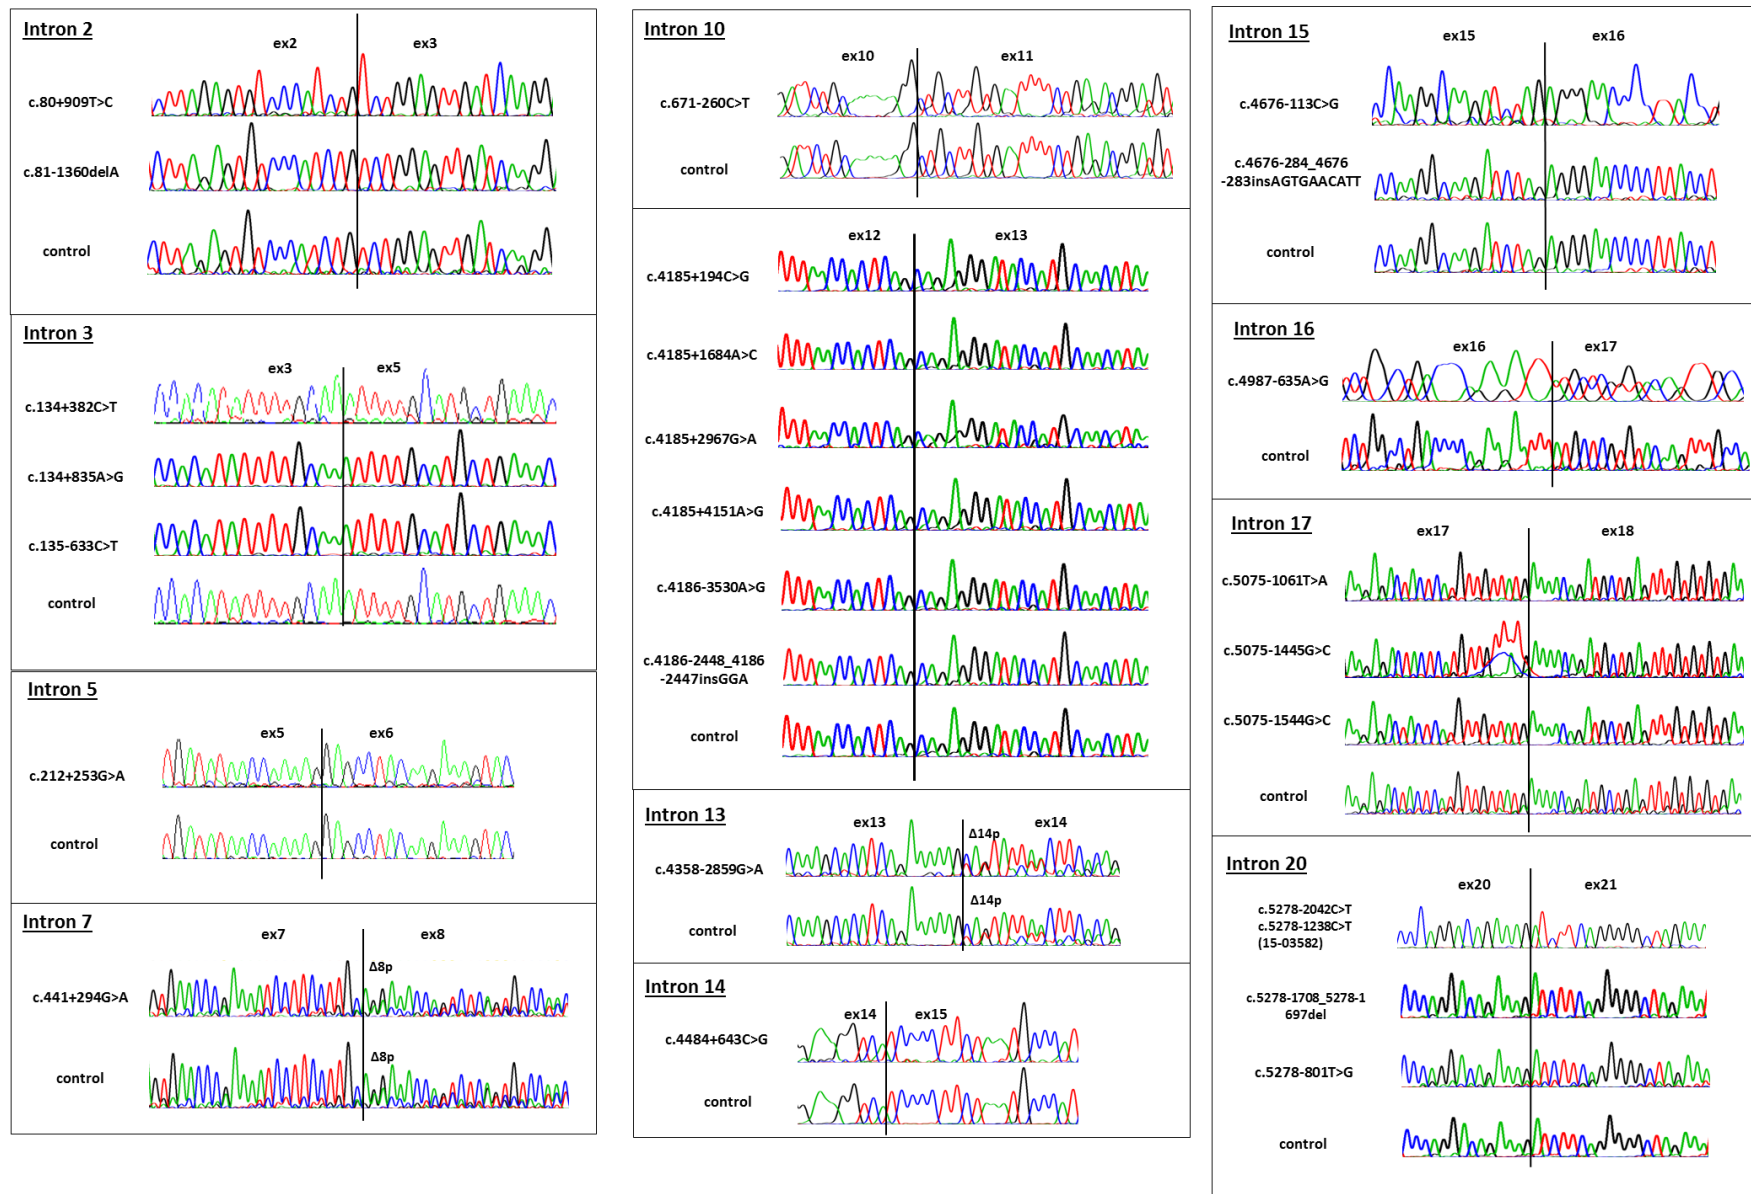 Intron 2
ex2 ex3
c.80+909T>C
c.81-1360delA
control
Intron 3
ex3 ex5
c.134+382C>T
c.134+835A>G
c.135-633C>T
control
Intron 5
ex5 ex6
c.212+253G>A
control
Intron 7
ex7 ex8
Δ8p
c.441+294G>A
Δ8p
control
Intron 10
ex10 ex11
c.671-260C>T
control
ex12 ex13
c.4185+194C>G
c.4185+1684A>C
c.4185+2967G>A
c.4185+4151A>G
c.4186-3530A>G
c.4186-2448_4186
-2447insGGA
control
Intron 13
ex13 ex14
Δ14p
c.4358-2859G>A
Δ14p
control
Intron 14
ex14 ex15
c.4484+643C>G
control
Intron 15
ex15 ex16
c.4676-113C>G
c.4676-284_4676
-283insAGTGAACATT
control
Intron 16
ex16 ex17
c.4987-635A>G
control
Intron 17
ex17 ex18
c.5075-1061T>A
c.5075-1445G>C
c.5075-1544G>C
control
Intron 20
ex20 ex21
c.5278-2042C>T
c.5278-1238C>T
(15-03582)
c.5278-1708_5278-1
697del
c.5278-801T>G
control